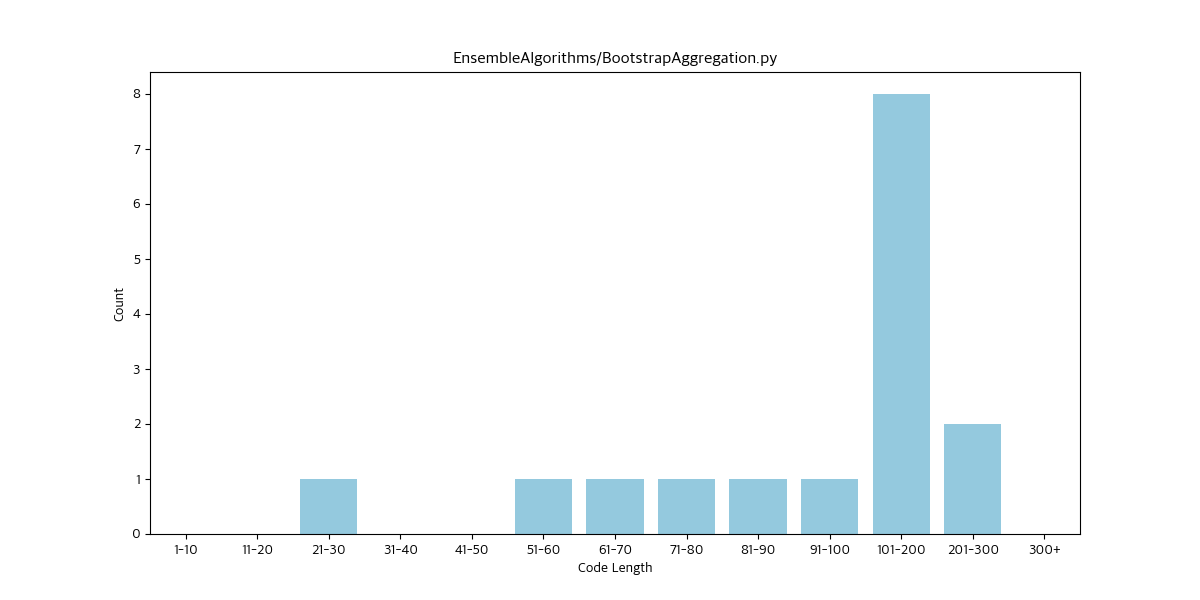 EnsembleAlgorithms/BootstrapAggregation.py
Count
8
7
6
5
4
3
2
1
0
1-10 11-20 21-30 31-40 41-50 51-60 61-70 71-80 81-90 91-100 101-200 201-300 300+
Code Length